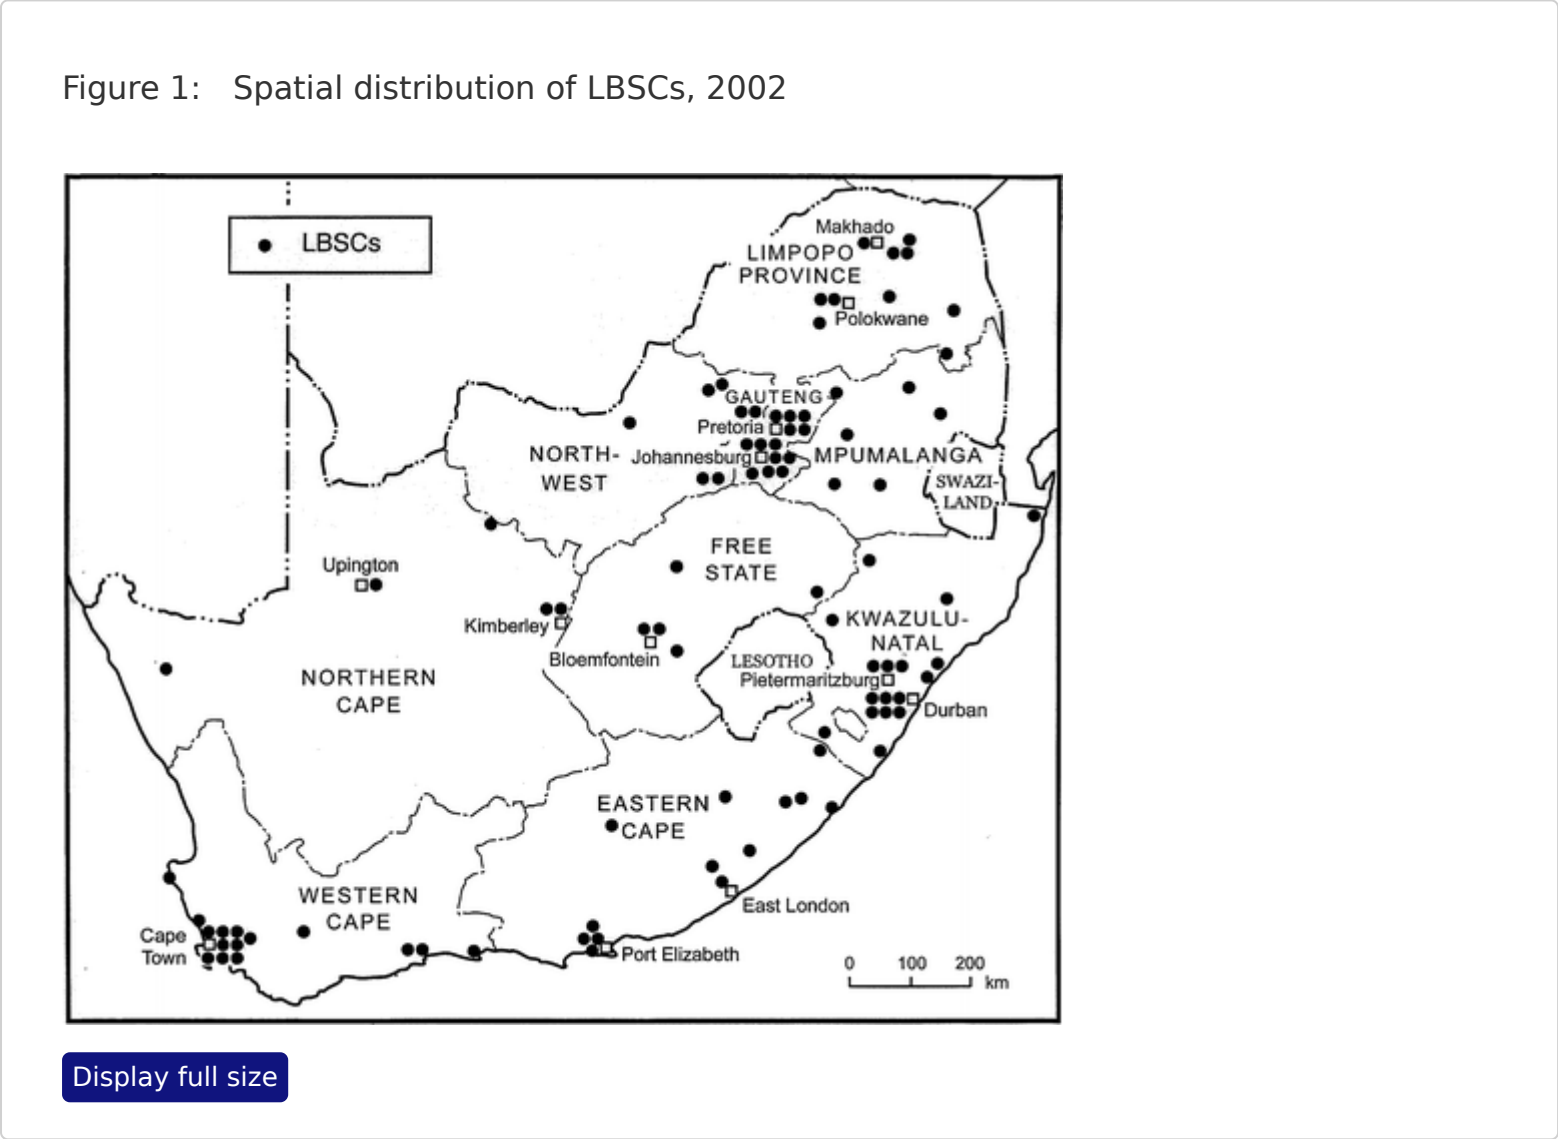 Figure 1: Spatial distribution of LBSCs, 2002
LBSCs
Makhado
LIMPOPO
PROVINCE
Polokwane
GAUTENG
Pretoria
NORTH-
WEST
Johannesburg
MPUMALANGA
SWAZI-
LAND
FREE
STATE
Upington
Kimberley
Bloemfontein
KWAZULU-
NATAL
LESOTHO
Pietermaritzburg
Durban
NORTHERN
CAPE
EASTERN
CAPE
WESTERN
CAPE
East London
Cape
Town
Port Elizabeth
0 100 200
km
Display full size